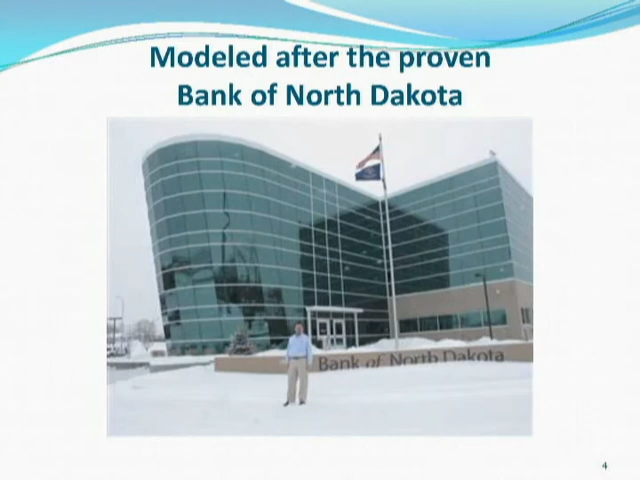 Modeled after the proven
Bank of North Dakota
Bank of North Dakota
4